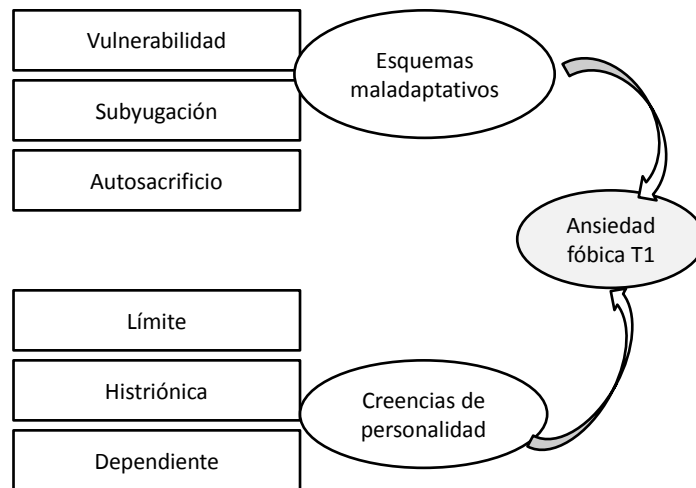 Vulnerabilidad
Subyugación
Autosacrificio
Esquemas
maladaptativos
Ansiedad
fóbica T1
Límite
Histriónica
Dependiente
Creencias de
personalidad